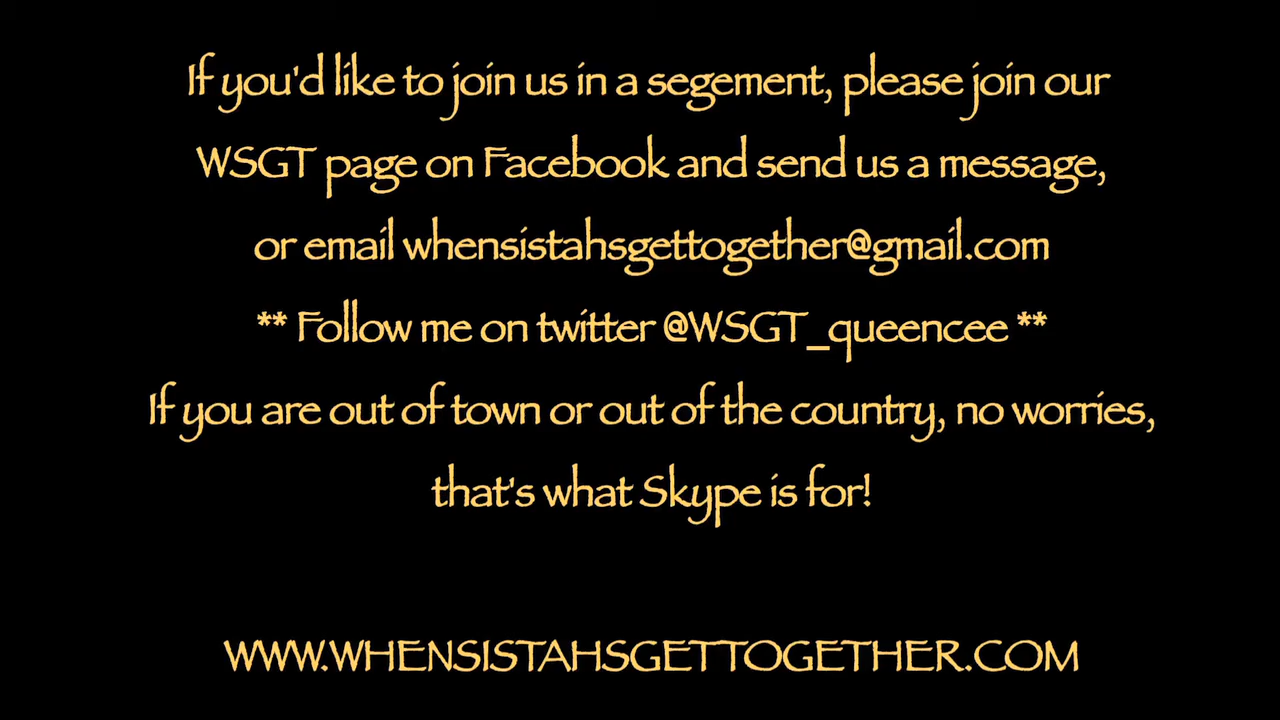 If you'd like to join us in a segement, please join our
WSGT page on Facebook and send us a message,
or email whensistahsgettogether@gmail.com
** Follow me on twitter @WSGT_queencee **
If you are out of town or out of the country, no worries,
that's what Skype is for!
WWW.WHENSISTAHSGETTOGETHER.COM